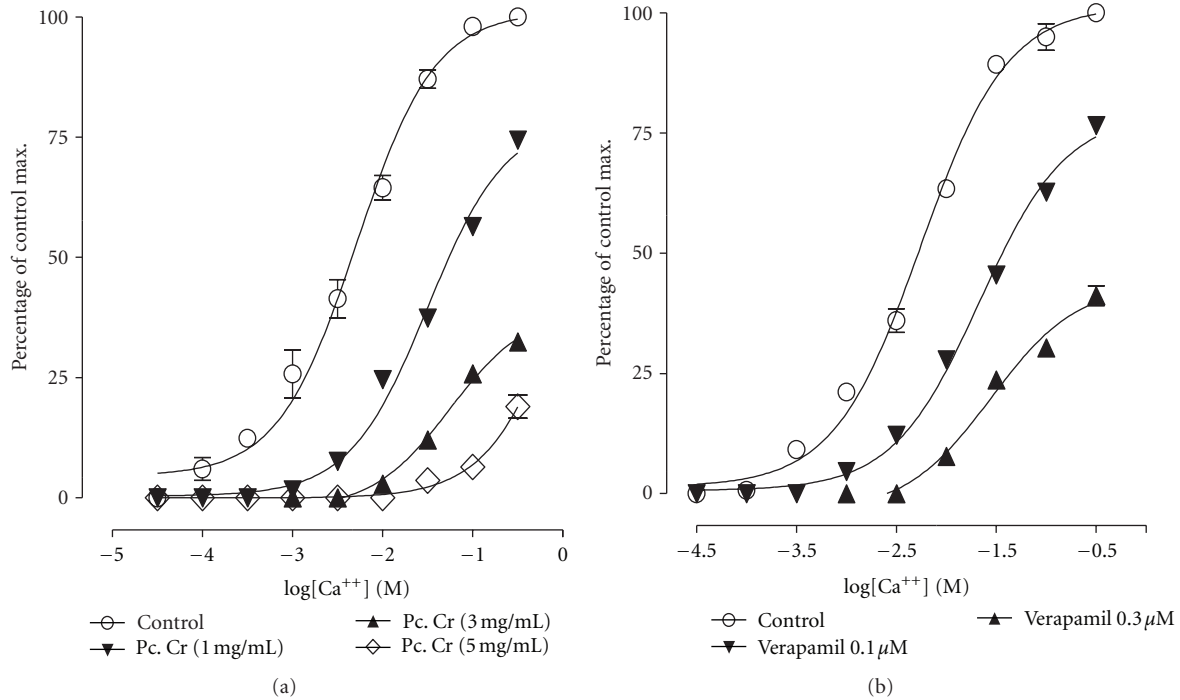 100
75
50
25
0
Percentage of control max.
−5
−4
−3
−2
−1
0
log[Ca++] (M)
Control
Pc. Cr (1 mg/mL)
Pc. Cr (3 mg/mL)
Pc. Cr (5 mg/mL)
(a)
100
75
50
25
0
Percentage of control max.
−4.5
−3.5
−2.5
−1.5
−0.5
log[Ca++] (M)
Control
Verapamil 0.1 µM
Verapamil 0.3 µM
(b)